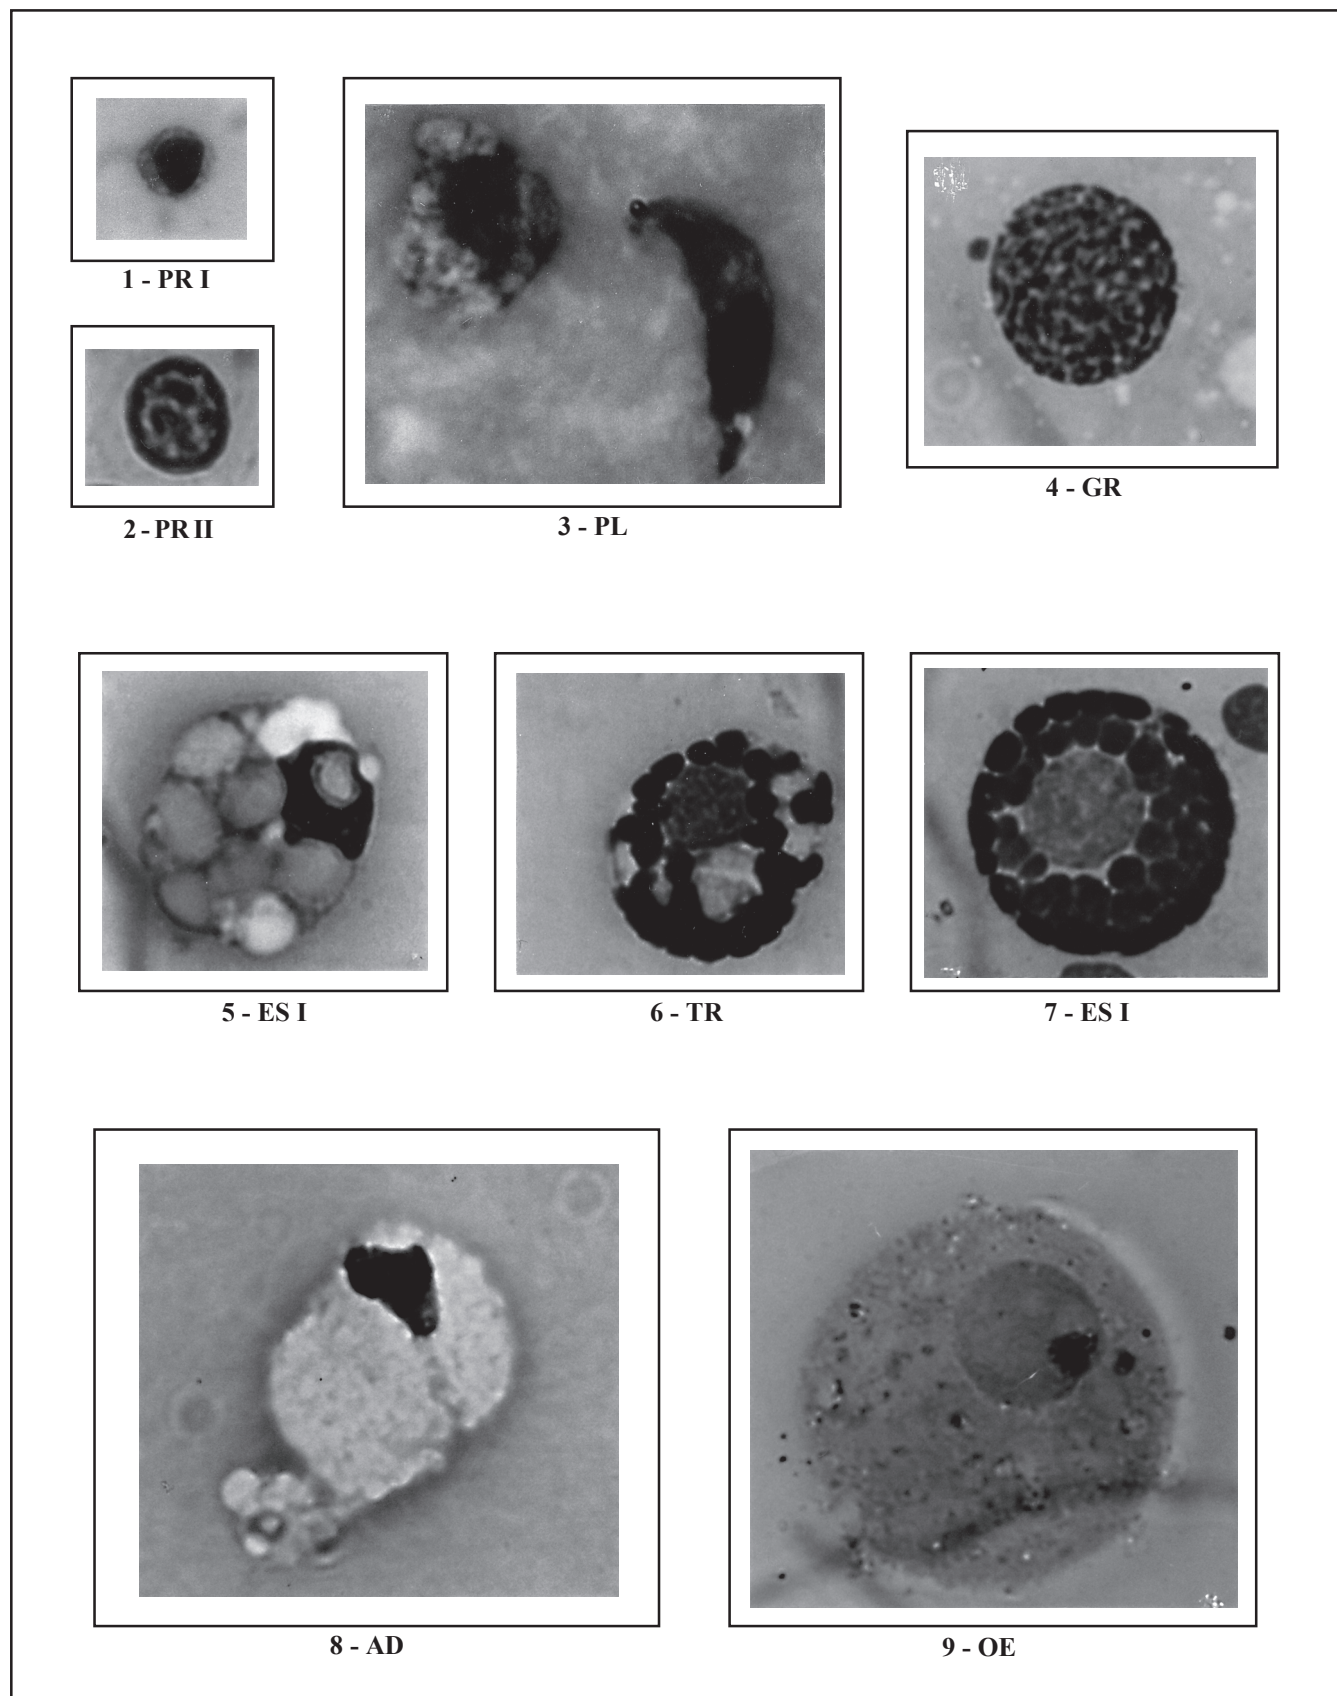 1 - PR I
2 - PR II
3 - PL
4 - GR
5 - ES I
6 - TR
7 - ES I
8 - AD
9 - OE